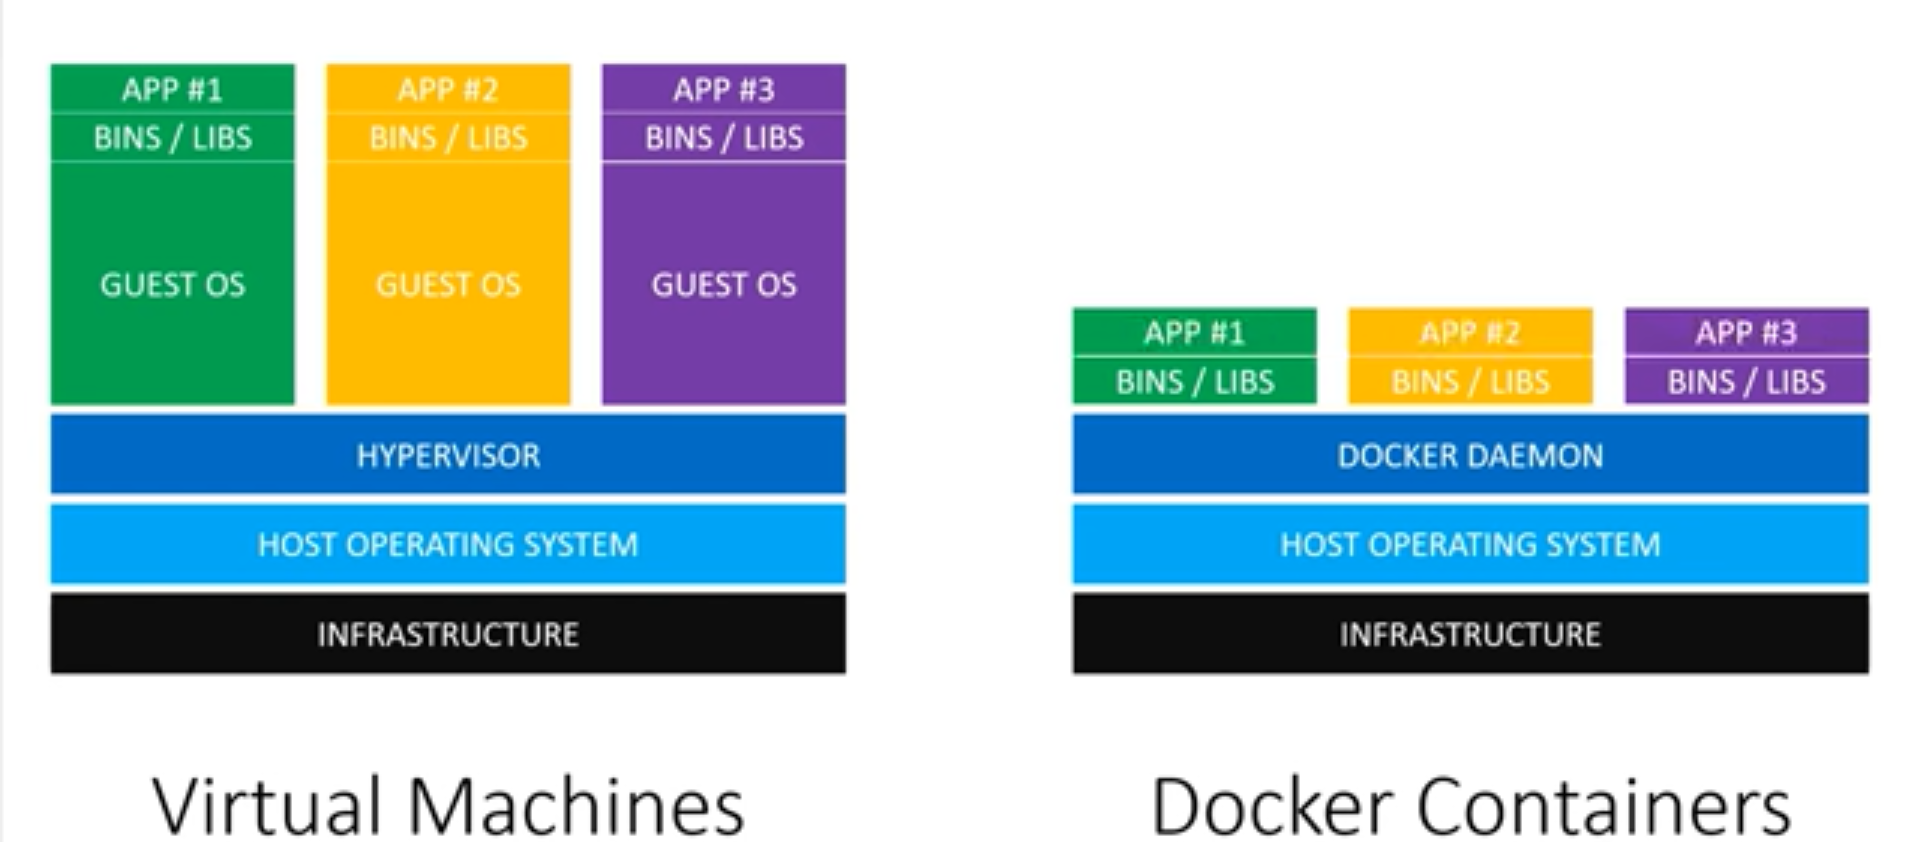 APP #1
BINS / LIBS
GUEST OS
APP #2
BINS / LIBS
GUEST OS
APP #3
BINS / LIBS
GUEST OS
HYPERVISOR
HOST OPERATING SYSTEM
INFRASTRUCTURE
Virtual Machines
APP #1
BINS / LIBS
APP #2
BINS / LIBS
APP #3
BINS / LIBS
DOCKER DAEMON
HOST OPERATING SYSTEM
INFRASTRUCTURE
Docker Containers